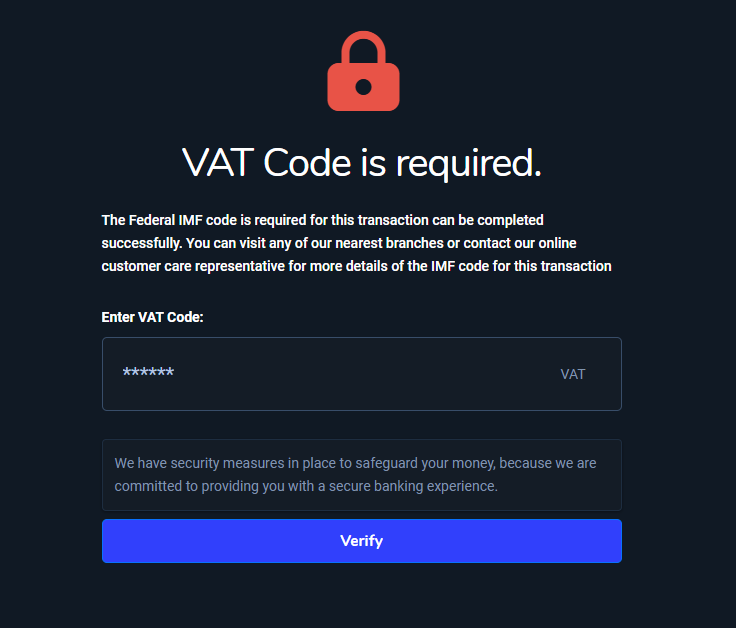 VAT Code is required.
The Federal IMF code is required for this transaction can be completed
successfully. You can visit any of our nearest branches or contact our online
customer care representative for more details of the IMF code for this transaction
Enter VAT Code:
****** VAT
We have security measures in place to safeguard your money, because we are
committed to providing you with a secure banking experience.
Verify